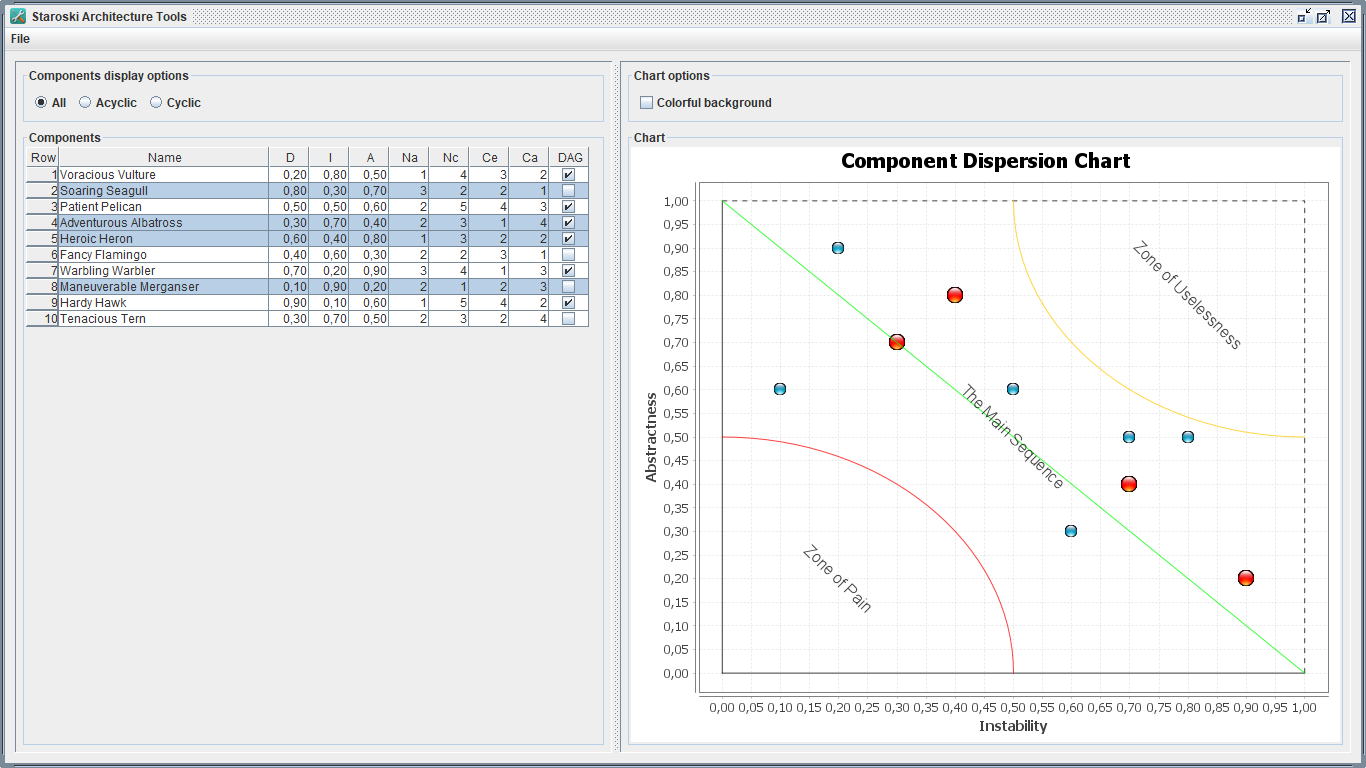 Staroski Architecture Tools
File
Components display options
All Acyclic Cyclic
Components
Row Name D I A Na Nc Ce Ca DAG
1 Voracious Vulture 0,20 0,80 0,50 1 4 3 2
2 Soaring Seagull 0,80 0,30 0,70 3 2 2 1
3 Patient Pelican 0,50 0,50 0,60 2 5 4 3
4 Adventurous Albatross 0,30 0,70 0,40 2 3 1 4
5 Heroic Heron 0,60 0,40 0,80 1 3 2 2
6 Fancy Flamingo 0,40 0,60 0,30 2 2 3 1
7 Warbling Warbler 0,70 0,20 0,90 3 4 1 3
8 Maneuverable Merganser 0,10 0,90 0,20 2 1 2 3
9 Hardy Hawk 0,90 0,10 0,60 1 5 4 2
10 Tenacious Tern 0,30 0,70 0,50 2 3 2 4
Chart options
Colorful background
Chart
Component Dispersion Chart
Abstractness
1,00
0,95
0,90
0,85
0,80
0,75
0,70
0,65
0,60
0,55
0,50
0,45
0,40
0,35
0,30
0,25
0,20
0,15
0,10
0,05
0,00
Zone of Uselessness
The Main Sequence
Zone of Pain
0,00 0,05 0,10 0,15 0,20 0,25 0,30 0,35 0,40 0,45 0,50 0,55 0,60 0,65 0,70 0,75 0,80 0,85 0,90 0,95 1,00
Instability